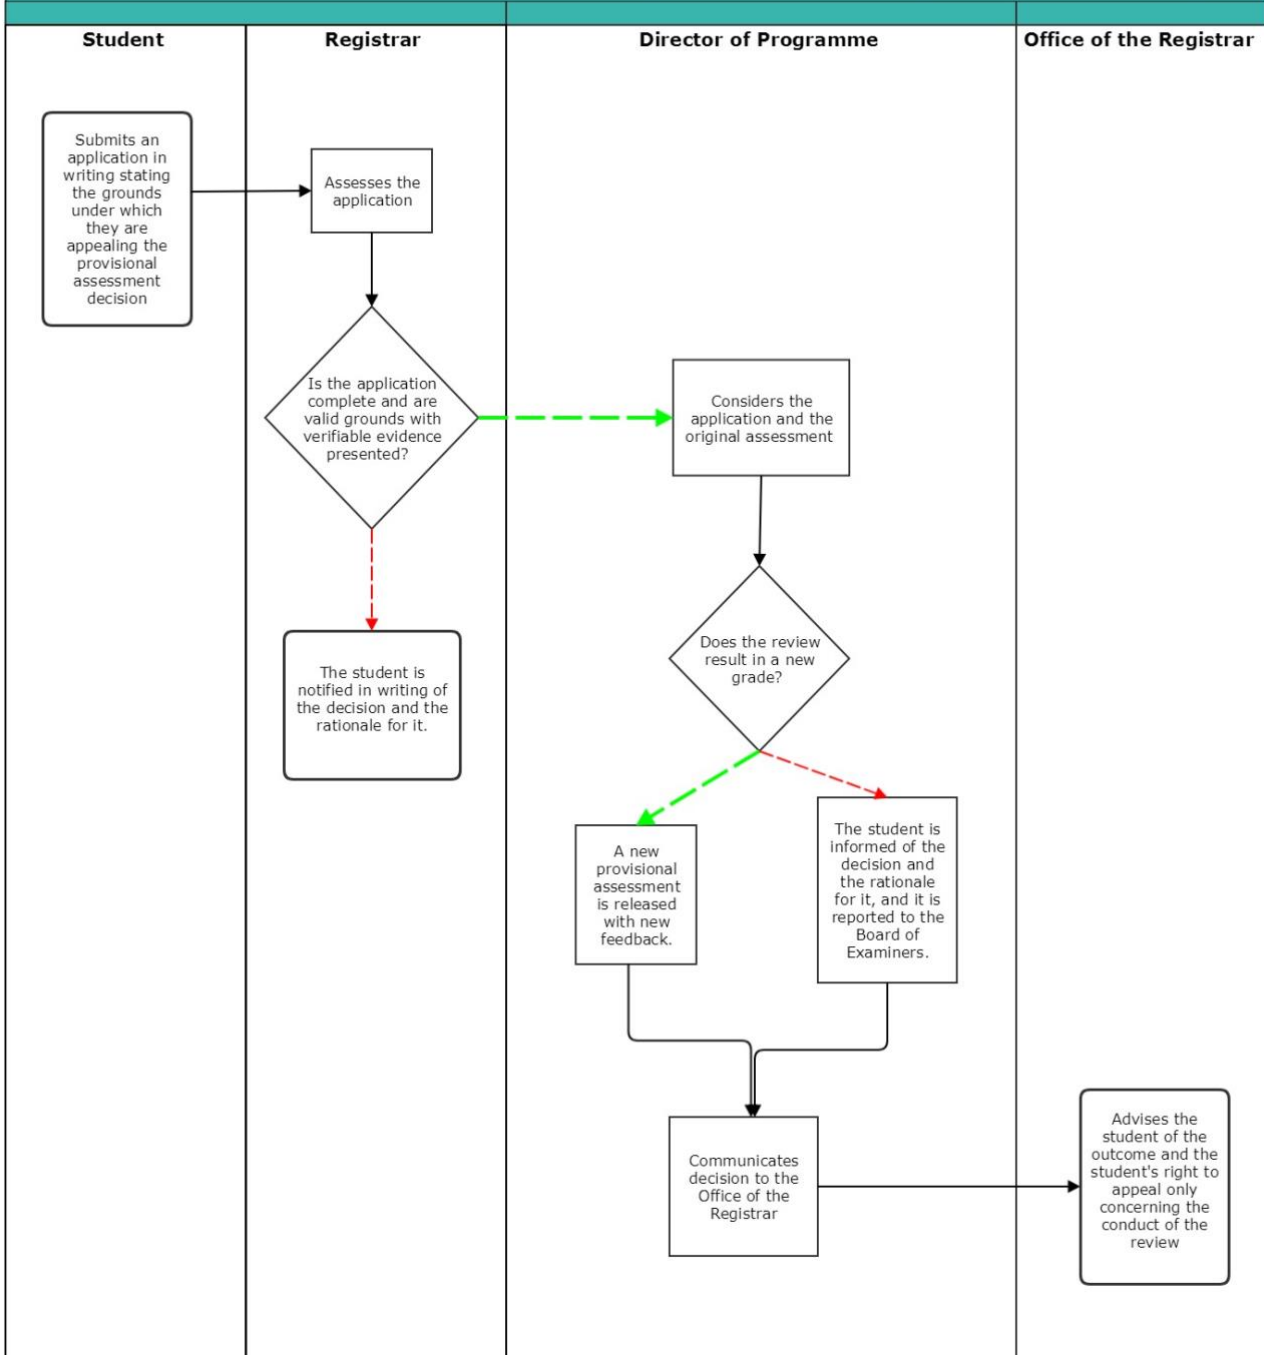 Student
Registrar
Director of Programme
Office of the Registrar
Submits an
application in
writing stating
the grounds
under which
they are
appealing the
provisional
assessment
decision
Assesses the
application
Is the application
complete and are
valid grounds with
verifiable evidence
presented?
Considers the
application and the
original assessment
The student is
notified in writing of
the decision and the
rationale for it.
Does the review
result in a new
grade?
A new
provisional
assessment
is released
with new
feedback.
The student is
informed of the
decision and
the rationale
for it, and it is
reported to the
Board of
Examiners.
Communicates
decision to the
Office of the
Registrar
Advises the
student of the
outcome and the
student's right to
appeal only
concerning the
conduct of the
review